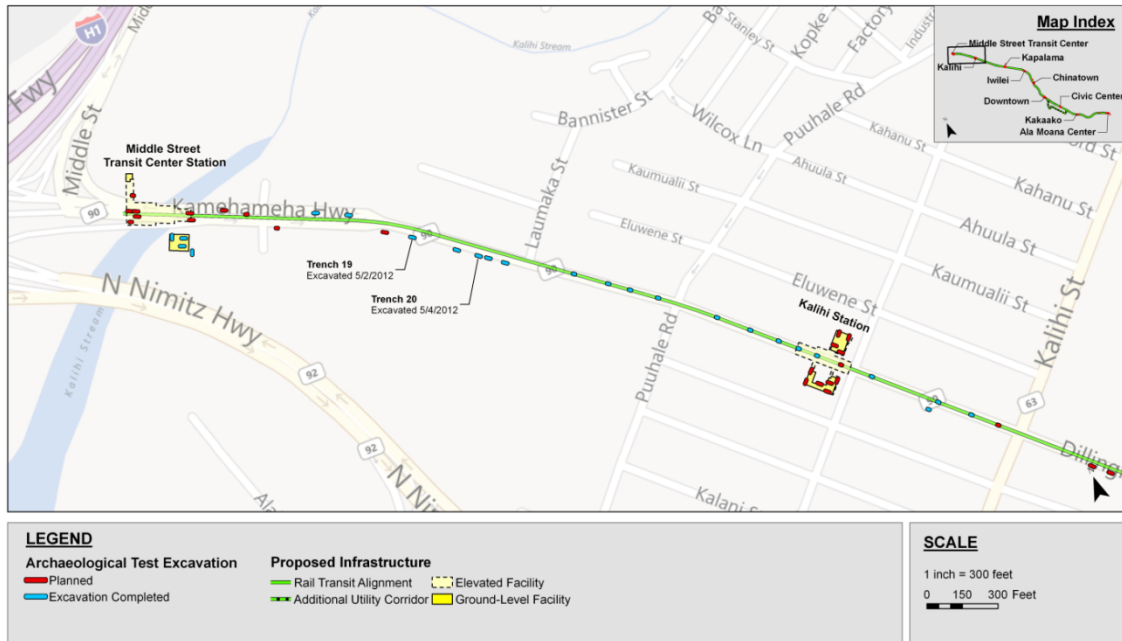 H1
Fwy
Middle St
Kalihi Stream
Stanley St
Kopke St
Factory
Industr
Puuhale Rd
Bannister St
Wilcox Ln
Kahanu St
Map Index
Middle Street Transit Center
Kalihi
Kapalama
Iwilei
Chinatown
Downtown
Civic Center
Kakaako
Ala Moana Center
Middle Street
Transit Center Station
90
Kamehameha Hwy
Laumaka St
Kaumualii St
Ahuula St
Kahanu St
Eluwene St
Ahuula St
Trench 19
Excavated 5/2/2012
90
Trench 20
Excavated 5/4/2012
90
N Nimitz Hwy
Kalihi Stream
92
Puuhale Rd
Kalihi Station
Eluwene St
Kaumualii St
Kalihi St
92
63
N Nim
Ala
Kalani St
Dilling
LEGEND
Archaeological Test Excavation
Planned
Excavation Completed
Proposed Infrastructure
Rail Transit Alignment
Additional Utility Corridor
Elevated Facility
Ground-Level Facility
SCALE
1 inch = 300 feet
0 150 300 Feet